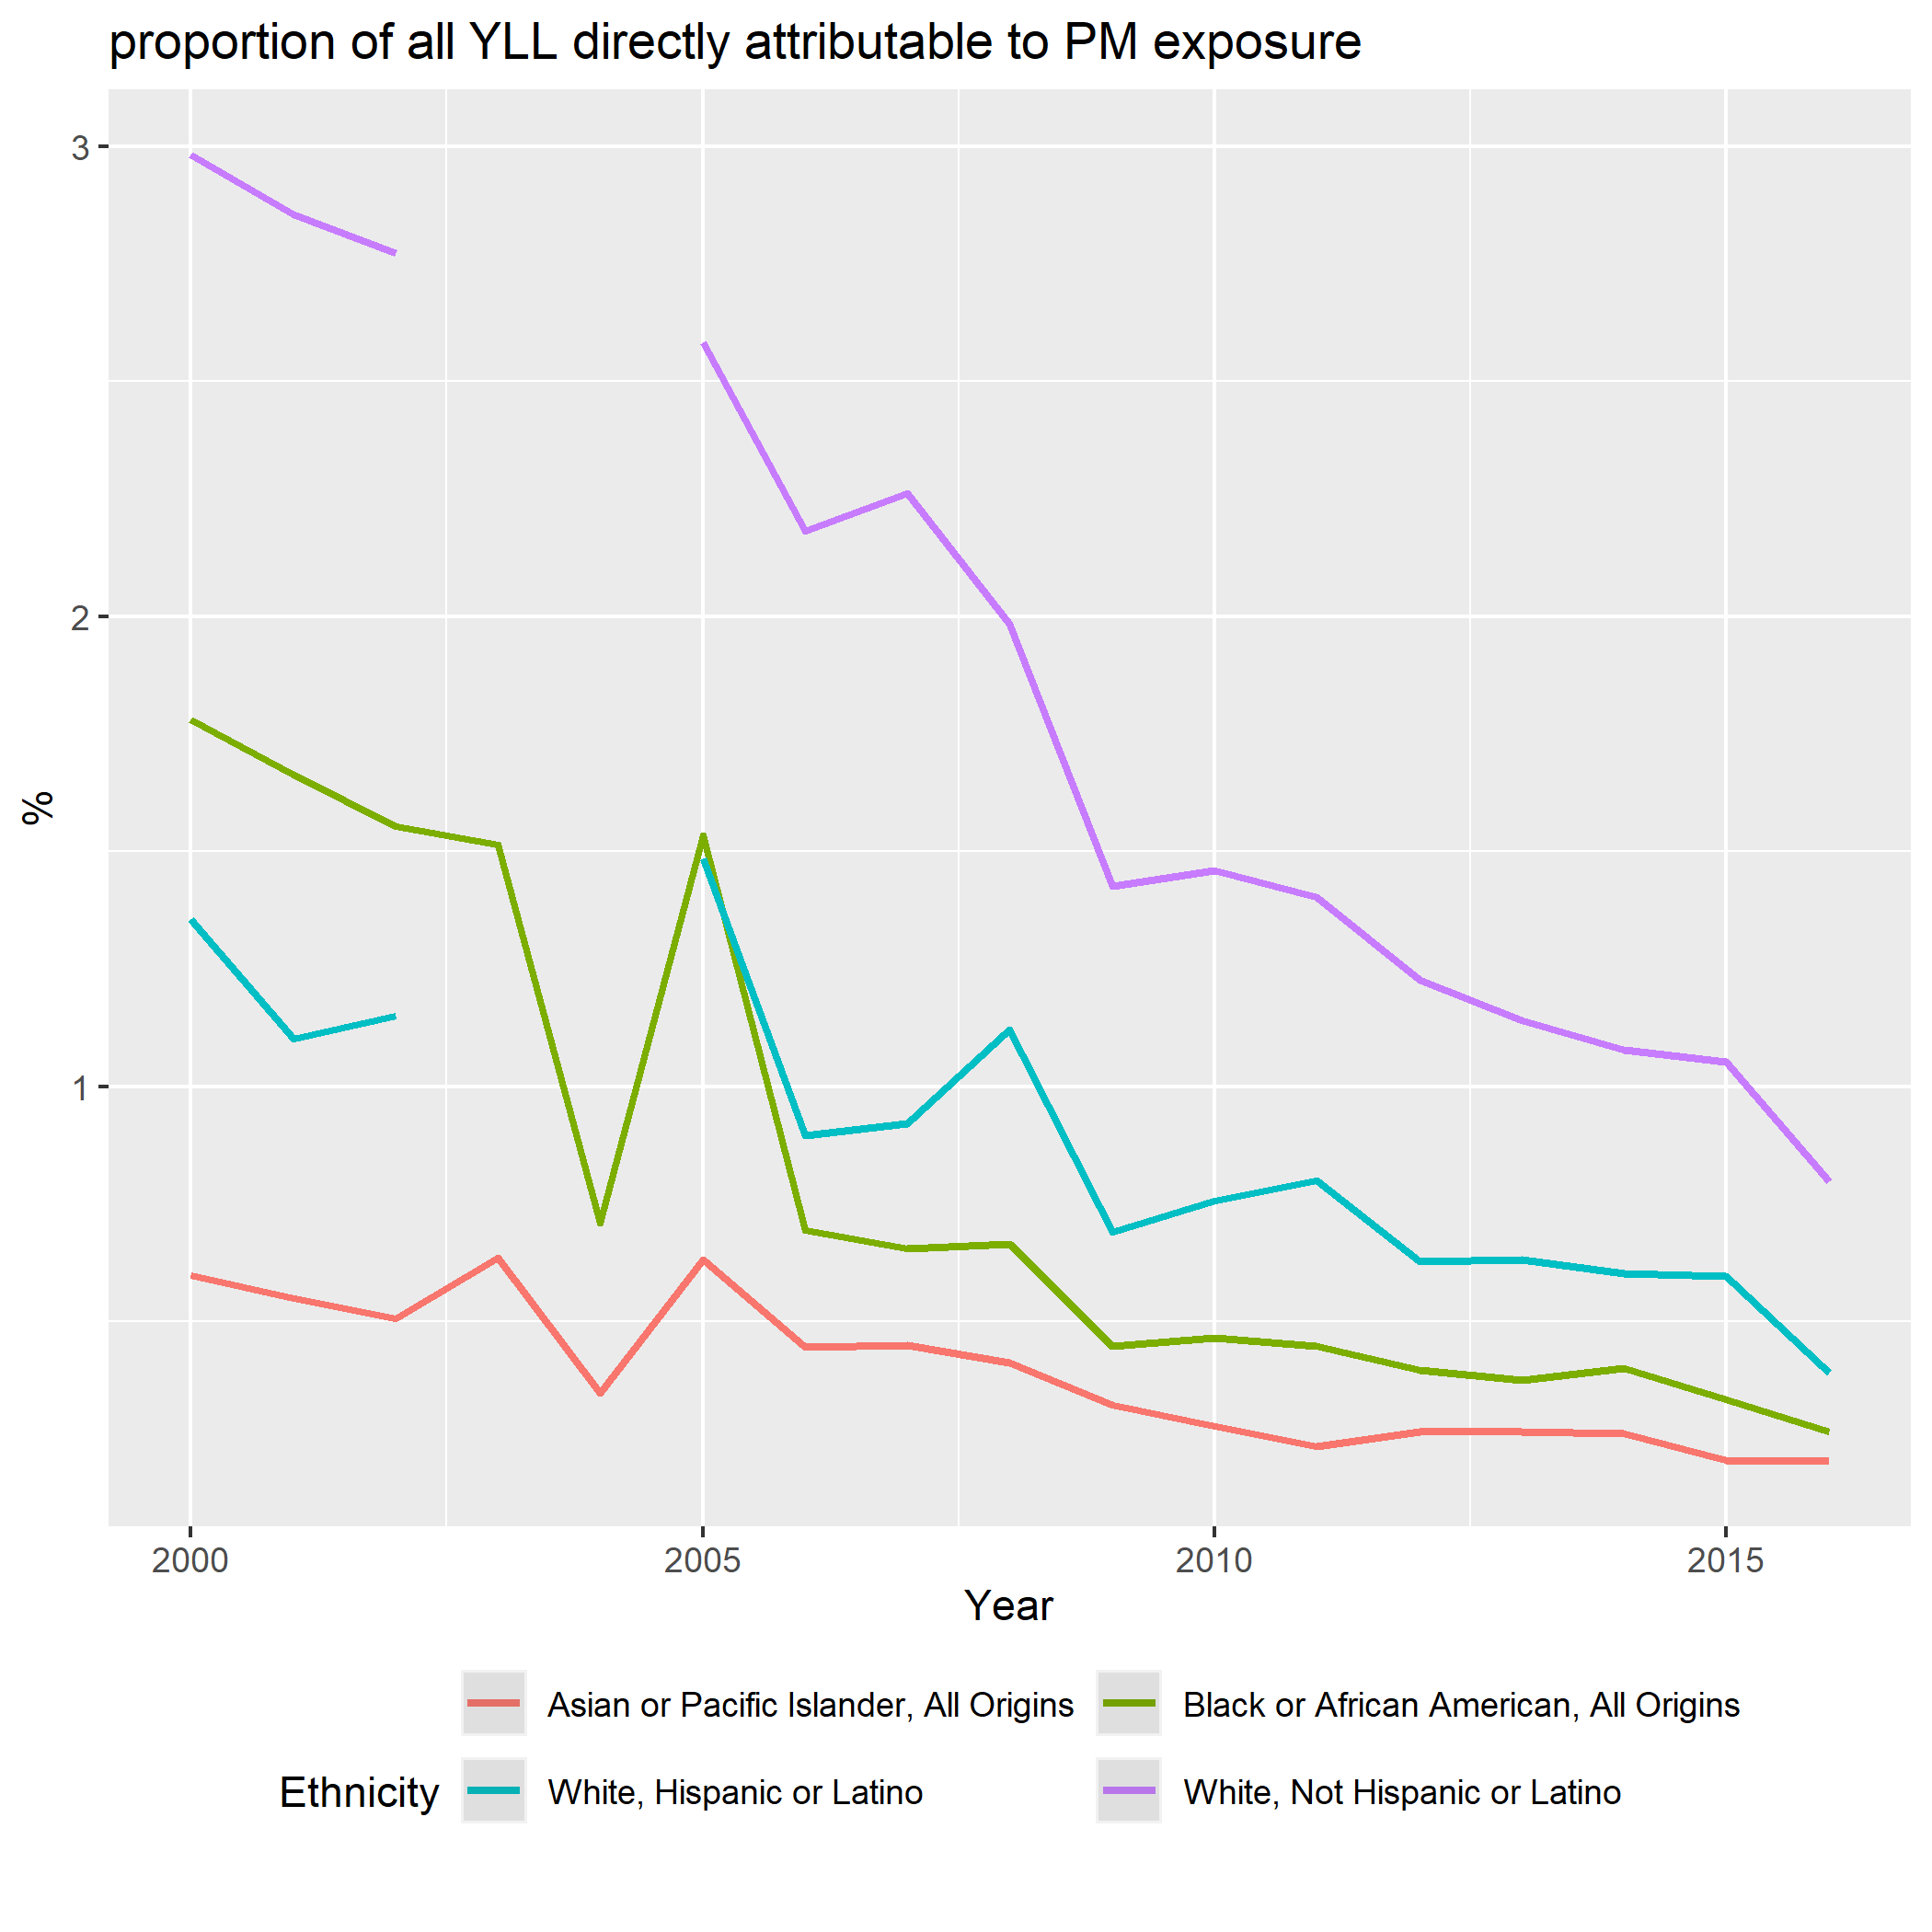 proportion of all YLL directly attributable to PM exposure
3
2
1
%
2000 2005 2010 2015
Year
Ethnicity
Asian or Pacific Islander, All Origins
Black or African American, All Origins
White, Hispanic or Latino
White, Not Hispanic or Latino